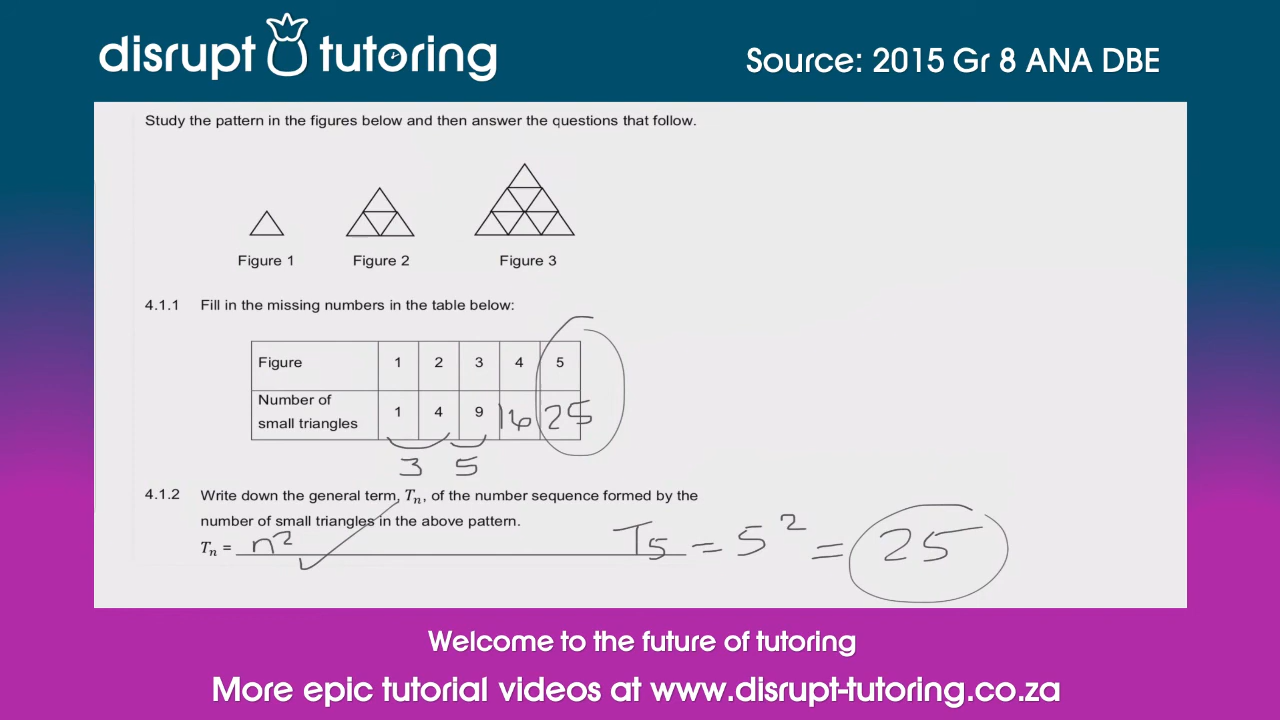 disrupt tutoring
Source: 2015 Gr 8 ANA DBE
Study the pattern in the figures below and then answer the questions that follow.
Figure 1 Figure 2 Figure 3
4.1.1 Fill in the missing numbers in the table below:
Figure 1 2 3 4 5
Number of small triangles 1 4 9 16 25
3 5
4.1.2 Write down the general term, Tₙ, of the number sequence formed by the
number of small triangles in the above pattern.
Tₙ = n² T5 = 5² = 25
Welcome to the future of tutoring
More epic tutorial videos at www.disrupt-tutoring.co.za